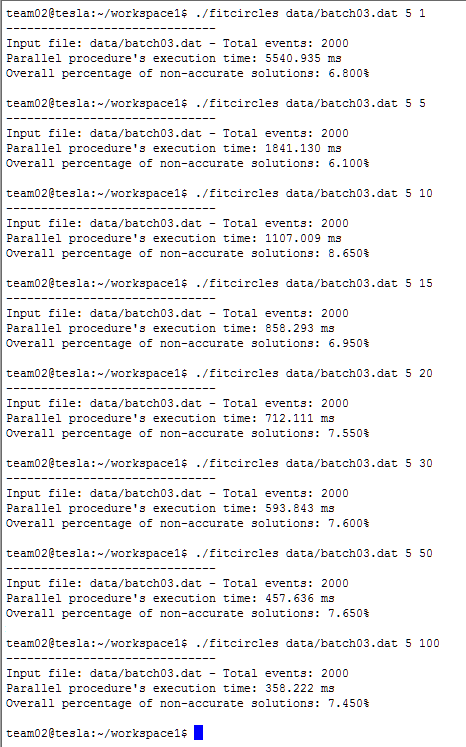 team02@tesla:~/workspace1$ ./fitcircles data/batch03.dat 5 1
------------------------------
Input file: data/batch03.dat - Total events: 2000
Parallel procedure's execution time: 5540.935 ms
Overall percentage of non-accurate solutions: 6.800%
team02@tesla:~/workspace1$ ./fitcircles data/batch03.dat 5 5
------------------------------
Input file: data/batch03.dat - Total events: 2000
Parallel procedure's execution time: 1841.130 ms
Overall percentage of non-accurate solutions: 6.100%
team02@tesla:~/workspace1$ ./fitcircles data/batch03.dat 5 10
------------------------------
Input file: data/batch03.dat - Total events: 2000
Parallel procedure's execution time: 1107.009 ms
Overall percentage of non-accurate solutions: 8.650%
team02@tesla:~/workspace1$ ./fitcircles data/batch03.dat 5 15
------------------------------
Input file: data/batch03.dat - Total events: 2000
Parallel procedure's execution time: 858.293 ms
Overall percentage of non-accurate solutions: 6.950%
team02@tesla:~/workspace1$ ./fitcircles data/batch03.dat 5 20
------------------------------
Input file: data/batch03.dat - Total events: 2000
Parallel procedure's execution time: 712.111 ms
Overall percentage of non-accurate solutions: 7.550%
team02@tesla:~/workspace1$ ./fitcircles data/batch03.dat 5 30
------------------------------
Input file: data/batch03.dat - Total events: 2000
Parallel procedure's execution time: 593.843 ms
Overall percentage of non-accurate solutions: 7.600%
team02@tesla:~/workspace1$ ./fitcircles data/batch03.dat 5 50
------------------------------
Input file: data/batch03.dat - Total events: 2000
Parallel procedure's execution time: 457.636 ms
Overall percentage of non-accurate solutions: 7.650%
team02@tesla:~/workspace1$ ./fitcircles data/batch03.dat 5 100
------------------------------
Input file: data/batch03.dat - Total events: 2000
Parallel procedure's execution time: 358.222 ms
Overall percentage of non-accurate solutions: 7.450%
team02@tesla:~/workspace1$